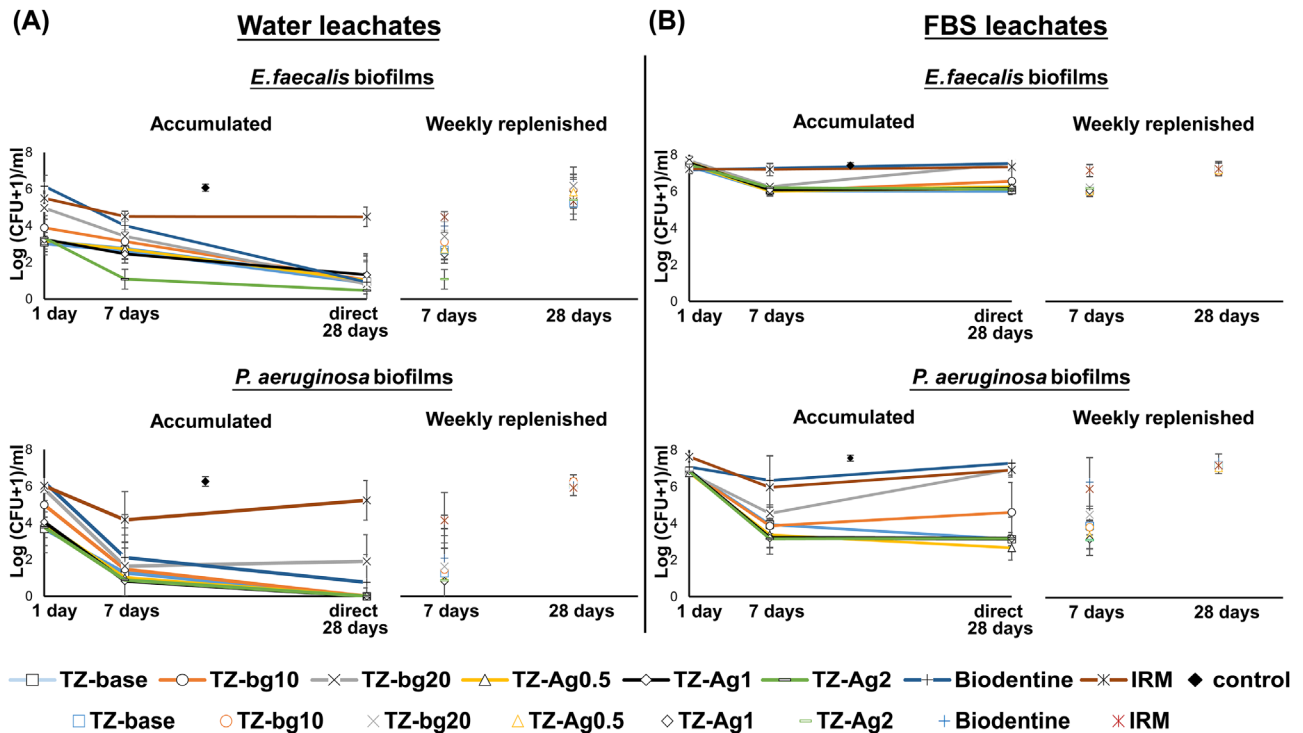 (A)
Water leachates
E.faecalis biofilms
Accumulated
Weekly replenished
Log (CFU+1)/ml
8
6
4
2
0
1 day
7 days
direct
28 days
7 days
28 days
P. aeruginosa biofilms
Accumulated
Weekly replenished
Log (CFU+1)/ml
8
6
4
2
0
1 day
7 days
direct
28 days
7 days
28 days
(B)
FBS leachates
E.faecalis biofilms
Accumulated
Weekly replenished
Log (CFU+1)/ml
8
6
4
2
0
1 day
7 days
direct
28 days
7 days
28 days
P. aeruginosa biofilms
Accumulated
Weekly replenished
Log (CFU+1)/ml
8
6
4
2
0
1 day
7 days
direct
28 days
7 days
28 days
TZ-base TZ-bg10 TZ-bg20 TZ-Ag0.5 TZ-Ag1 TZ-Ag2 Biodentine IRM control
TZ-base TZ-bg10 TZ-bg20 TZ-Ag0.5 TZ-Ag1 TZ-Ag2 Biodentine IRM